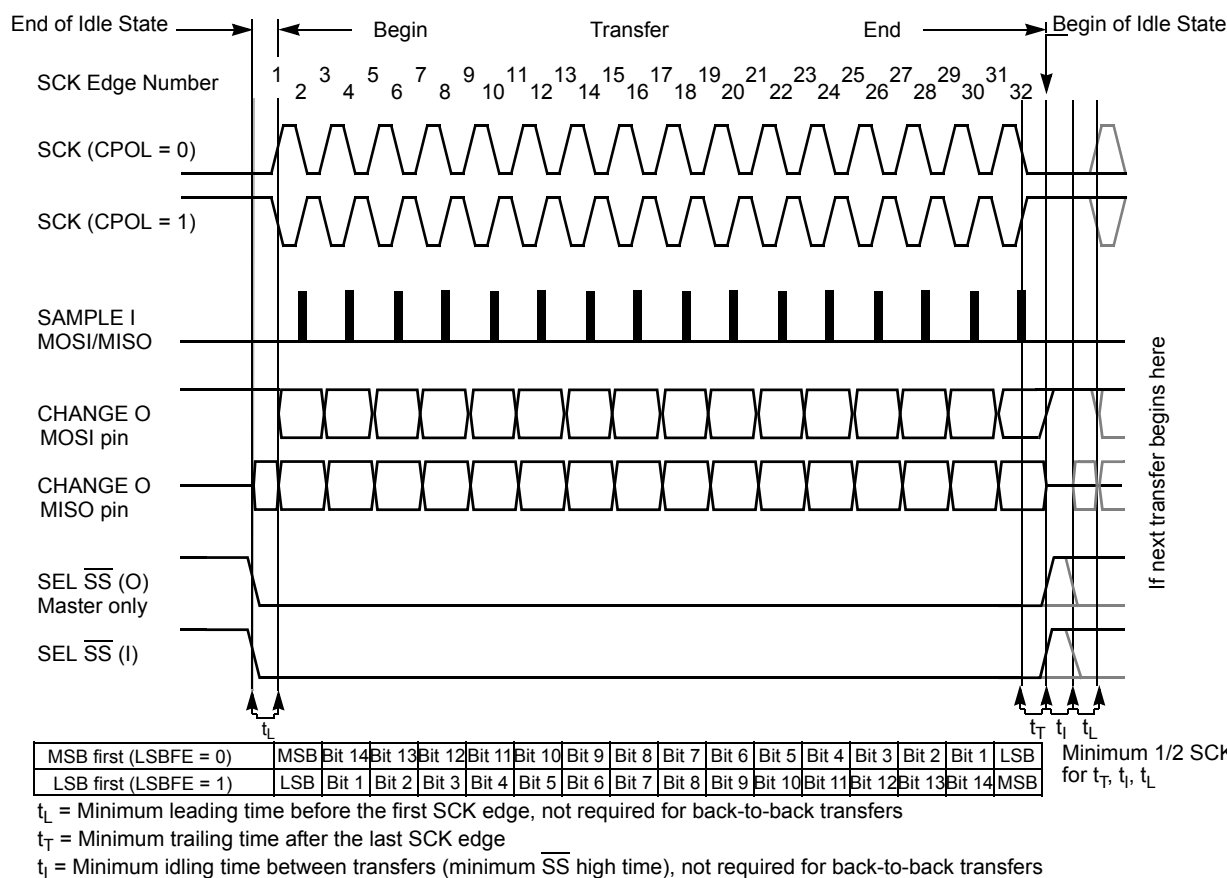 End of Idle State Begin Transfer End Begin of Idle State
SCK Edge Number 1 3 5 7 9 11 13 15 17 19 21 23 25 27 29 31
2 4 6 8 10 12 14 16 18 20 22 24 26 28 30 32
SCK (CPOL = 0)
SCK (CPOL = 1)
SAMPLE I
MOSI/MISO
CHANGE O
MOSI pin
CHANGE O
MISO pin
SEL SS (O)
Master only
SEL SS (I)
If next transfer begins here
tL tT tI tL
MSB first (LSBFE = 0) MSB Bit 14 Bit 13 Bit 12 Bit 11 Bit 10 Bit 9 Bit 8 Bit 7 Bit 6 Bit 5 Bit 4 Bit 3 Bit 2 Bit 1 LSB
LSB first (LSBFE = 1) LSB Bit 1 Bit 2 Bit 3 Bit 4 Bit 5 Bit 6 Bit 7 Bit 8 Bit 9 Bit 10 Bit 11 Bit 12 Bit 13 Bit 14 MSB
Minimum 1/2 SCK
for tT, tI, tL
tL = Minimum leading time before the first SCK edge, not required for back-to-back transfers
tT = Minimum trailing time after the last SCK edge
tI = Minimum idling time between transfers (minimum SS high time), not required for back-to-back transfers